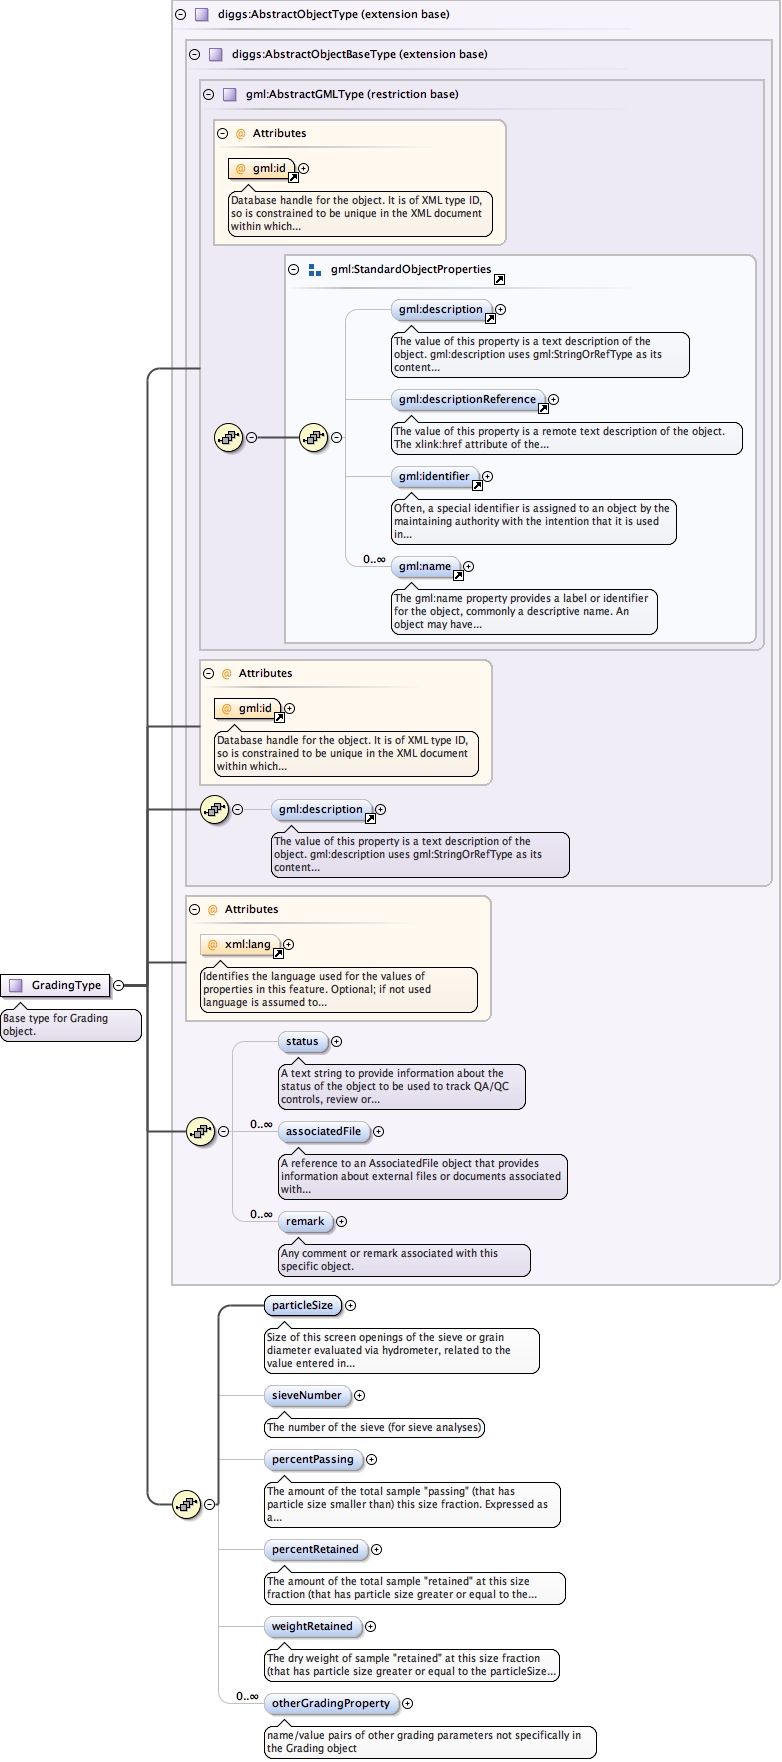 diggs:AbstractObjectType (extension base)
diggs:AbstractObjectBaseType (extension base)
gml:AbstractGMLType (restriction base)
@ Attributes
@ gml:id
Database handle for the object. It is of XML type ID,
so is constrained to be unique in the XML document
within which...
gml:StandardObjectProperties
gml:description
The value of this property is a text description of the
object. gml:description uses gml:StringOrRefType as its
content...
gml:descriptionReference
The value of this property is a remote text description of the object.
The xlink:href attribute of the...
gml:identifier
Often, a special identifier is assigned to an object by the
maintaining authority with the intention that it is used
in...
0..∞
gml:name
The gml:name property provides a label or identifier
for the object, commonly a descriptive name. An
object may have...
@ Attributes
@ gml:id
Database handle for the object. It is of XML type ID,
so is constrained to be unique in the XML document
within which...
gml:description
The value of this property is a text description of the
object. gml:description uses gml:StringOrRefType as its
content...
@ Attributes
@ xml:lang
Identifies the language used for the values of
properties in this feature. Optional; if not used
language is assumed to...
GradingType
Base type for Grading
object.
status
A text string to provide information about the
status of the object to be used to track QA/QC
controls, review or...
0..∞
associatedFile
A reference to an AssociatedFile object that provides
information about external files or documents associated
with...
0..∞
remark
Any comment or remark associated with this
specific object.
particleSize
Size of this screen openings of the sieve or grain
diameter evaluated via hydrometer, related to the
value entered in...
sieveNumber
The number of the sieve (for sieve analyses)
percentPassing
The amount of the total sample "passing" (that has
particle size smaller than) this size fraction. Expressed as
a...
percentRetained
The amount of the total sample "retained" at this size
fraction (that has particle size greater or equal to the...
weightRetained
The dry weight of sample "retained" at this size fraction
(that has particle size greater or equal to the particleSize...
0..∞
otherGradingProperty
name/value pairs of other grading parameters not specifically in
the Grading object